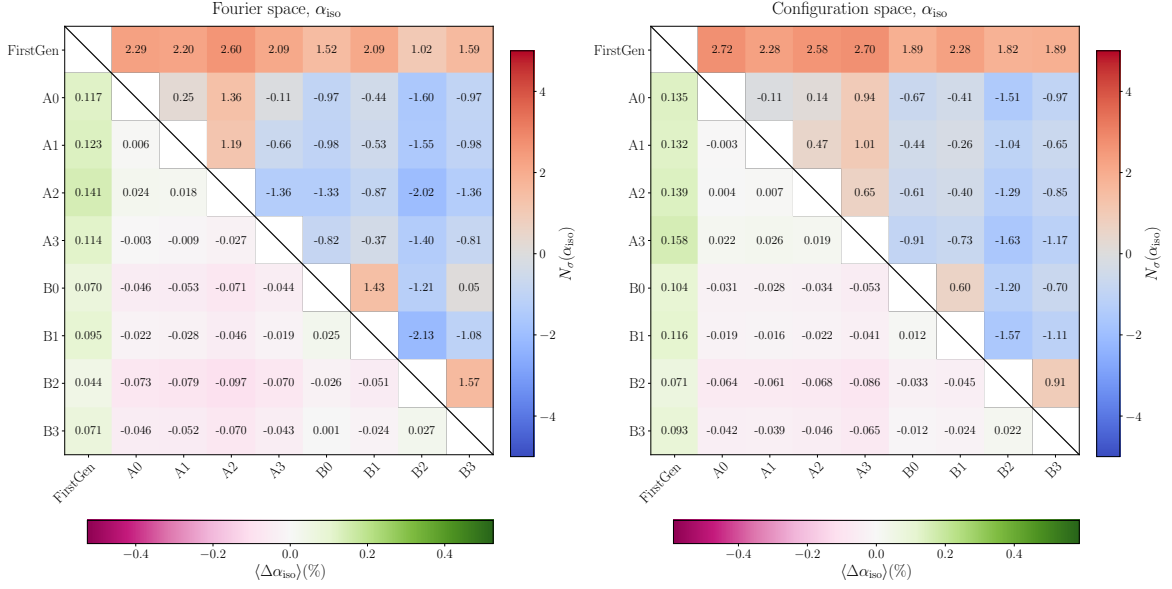 Fourier space, α_iso
FirstGen 2.29 2.20 2.60 2.09 1.52 2.09 1.02 1.59
A0 0.117 0.25 1.36 -0.11 -0.97 -0.44 -1.60 -0.97
A1 0.123 0.006 1.19 -0.66 -0.98 -0.53 -1.55 -0.98
A2 0.141 0.024 0.018 -1.36 -1.33 -0.87 -2.02 -1.36
A3 0.114 -0.003 -0.009 -0.027 -0.82 -0.37 -1.40 -0.81
B0 0.070 -0.046 -0.053 -0.071 -0.044 1.43 -1.21 0.05
B1 0.095 -0.022 -0.028 -0.046 -0.019 0.025 -2.13 -1.08
B2 0.044 -0.073 -0.079 -0.097 -0.070 -0.026 -0.051 1.57
B3 0.071 -0.046 -0.052 -0.070 -0.043 0.001 -0.024 0.027
FirstGen A0 A1 A2 A3 B0 B1 B2 B3
4
2
0
−2
−4
N_σ(α_iso)
−0.4 −0.2 0.0 0.2 0.4
⟨Δα_iso⟩(%)
Configuration space, α_iso
FirstGen 2.72 2.28 2.58 2.70 1.89 2.28 1.82 1.89
A0 0.135 -0.11 0.14 0.94 -0.67 -0.41 -1.51 -0.97
A1 0.132 -0.003 0.47 1.01 -0.44 -0.26 -1.04 -0.65
A2 0.139 0.004 0.007 0.65 -0.61 -0.40 -1.29 -0.85
A3 0.158 0.022 0.026 0.019 -0.91 -0.73 -1.63 -1.17
B0 0.104 -0.031 -0.028 -0.034 -0.053 0.60 -1.20 -0.70
B1 0.116 -0.019 -0.016 -0.022 -0.041 0.012 -1.57 -1.11
B2 0.071 -0.064 -0.061 -0.068 -0.086 -0.033 -0.045 0.91
B3 0.093 -0.042 -0.039 -0.046 -0.065 -0.012 -0.024 0.022
FirstGen A0 A1 A2 A3 B0 B1 B2 B3
4
2
0
−2
−4
N_σ(α_iso)
−0.4 −0.2 0.0 0.2 0.4
⟨Δα_iso⟩(%)